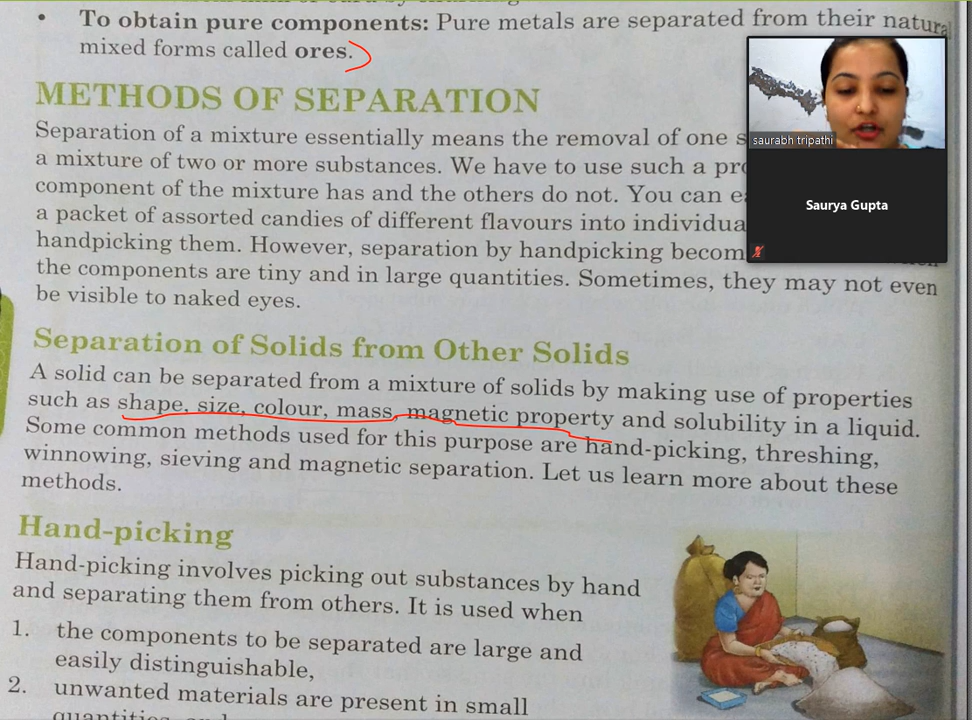 • To obtain pure components: Pure metals are separated from their natural
mixed forms called ores.
METHODS OF SEPARATION
Separation of a mixture essentially means the removal of one
a mixture of two or more substances. We have to use such a
component of the mixture has and the others do not. You can
a packet of assorted candies of different flavours into
handpicking them. However, separation by handpicking
the components are tiny and in large quantities. Sometimes, they may not even
be visible to naked eyes.
saurabh tripathi
Saurya Gupta
Separation of Solids from Other Solids
A solid can be separated from a mixture of solids by making use of properties
such as shape, size, colour, mass, magnetic property and solubility in a liquid.
Some common methods used for this purpose are hand-picking, threshing,
winnowing, sieving and magnetic separation. Let us learn more about these
methods.
Hand-picking
Hand-picking involves picking out substances by hand
and separating them from others. It is used when
1. the components to be separated are large and
easily distinguishable,
2. unwanted materials are present in small